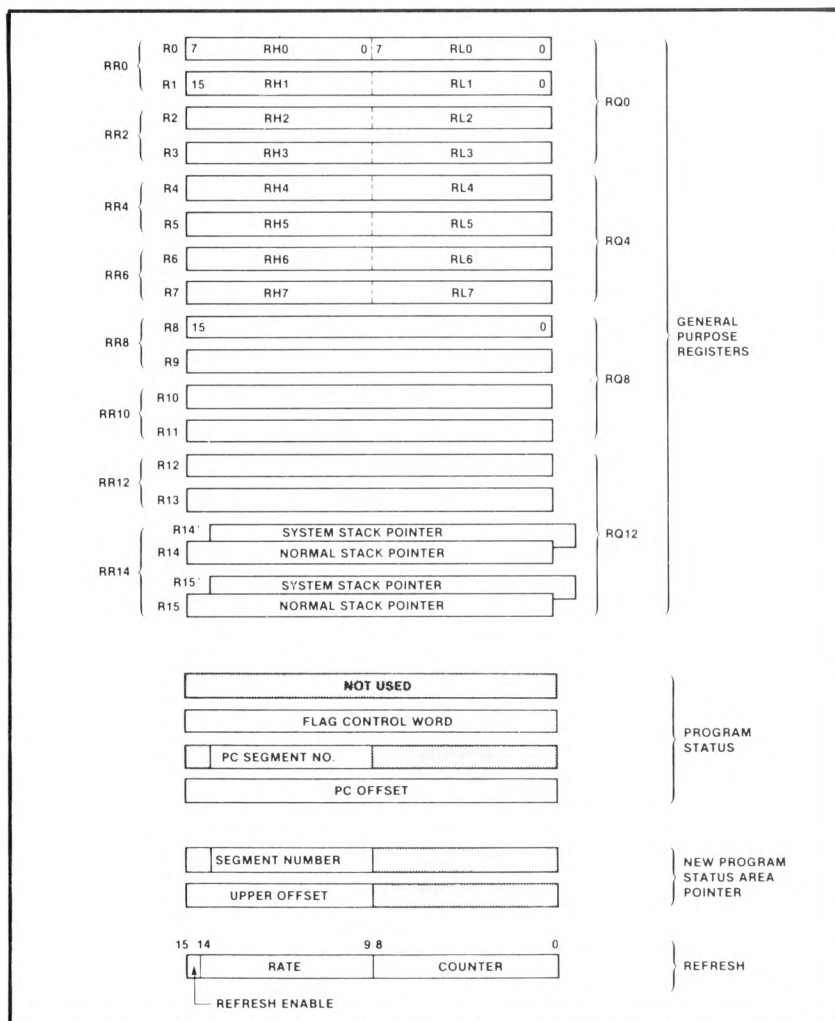 R0 7 RH0 0 7 RL0 0
RR0
R1 15 RH1 RL1 0
RQ0
R2 RH2 RL2
RR2
R3 RH3 RL3
R4 RH4 RL4
RR4
R5 RH5 RL5
RQ4
R6 RH6 RL6
RR6
R7 RH7 RL7
R8 15 0
RR8
R9
RQ8
R10
RR10
R11
R12
RR12
R13
R14' SYSTEM STACK POINTER
R14 NORMAL STACK POINTER
RR14
RQ12
R15' SYSTEM STACK POINTER
R15 NORMAL STACK POINTER
GENERAL
PURPOSE
REGISTERS
NOT USED
FLAG CONTROL WORD
PC SEGMENT NO.
PC OFFSET
PROGRAM
STATUS
SEGMENT NUMBER
UPPER OFFSET
NEW PROGRAM
STATUS AREA
POINTER
15 14 9 8 0
RATE COUNTER
REFRESH
REFRESH ENABLE